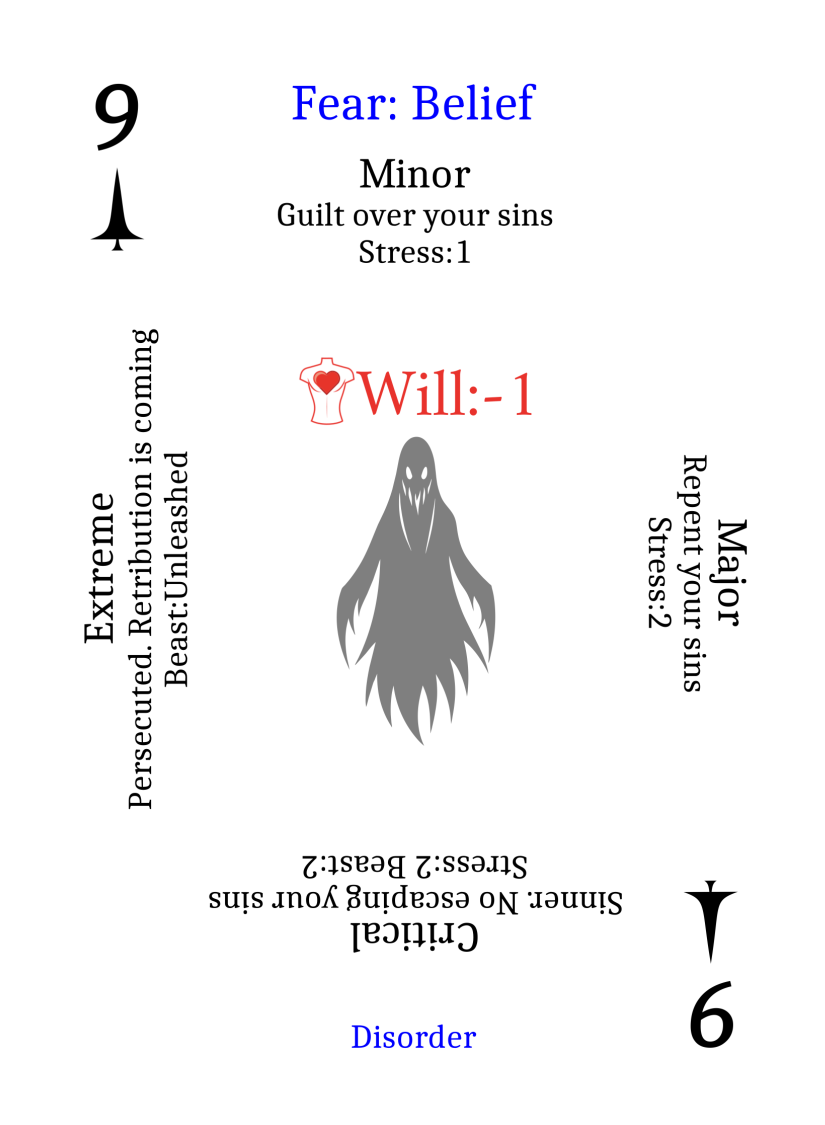 9
Fear: Belief
Minor
Guilt over your sins
Stress:1
Will:-1
Extreme
Persecuted. Retribution is coming
Beast:Unleashed
Major
Repent your sins
Stress:2
Critical
Sinner. No escaping your sins
Stress:2 Beast:2
Disorder
9